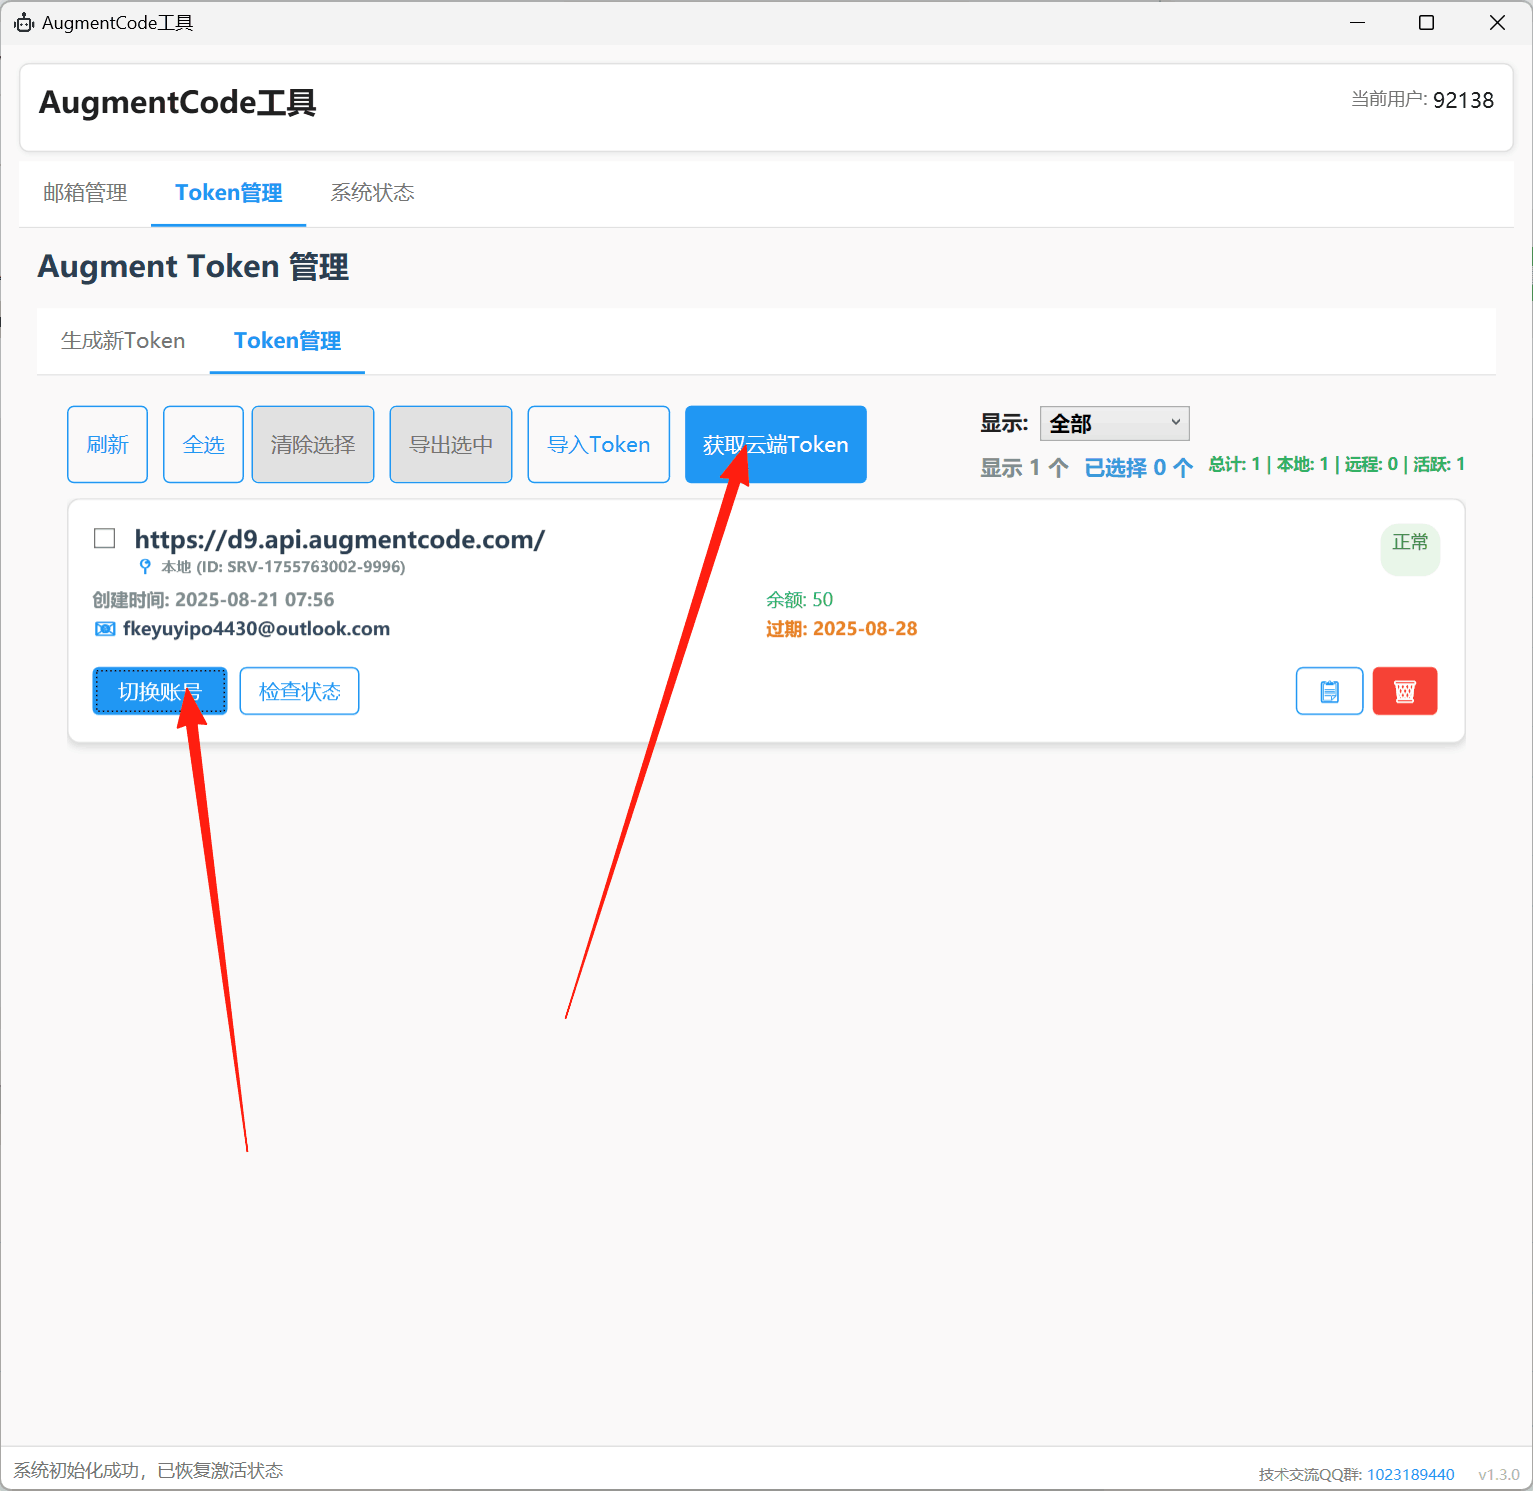 AugmentCode工具
AugmentCode工具
当前用户: 92138
邮箱管理 Token管理 系统状态
Augment Token 管理
生成新Token Token管理
刷新 全选 清除选择 导出选中 导入Token 获取云端Token
显示: 全部
显示 1 个 已选择 0 个 总计: 1 | 本地: 1 | 远程: 0 | 活跃: 1
https://d9.api.augmentcode.com/
正常
本地 (ID: SRV-1755763002-9996)
创建时间: 2025-08-21 07:56
余额: 50
fkeyuyipo4430@outlook.com
过期: 2025-08-28
切换账号 检查状态
系统初始化成功，已恢复激活状态
技术交流QQ群: 1023189440 v1.3.0